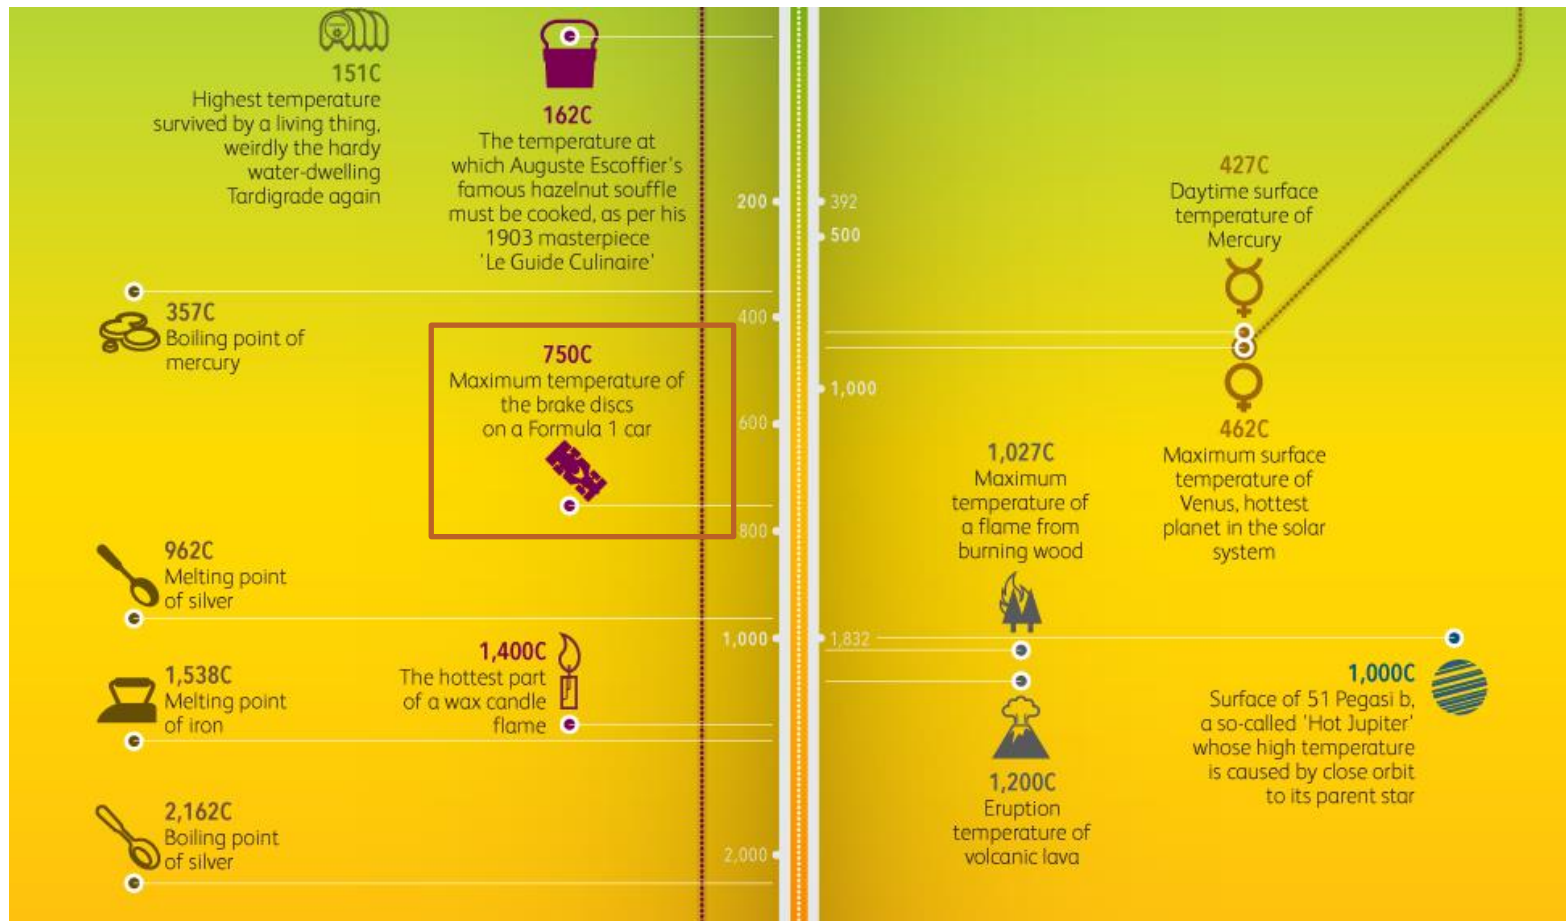 151C
Highest temperature
survived by a living thing,
weirdly the hardy
water-dwelling
Tardigrade again
162C
The temperature at
which Auguste Escoffier's
famous hazelnut souffle
must be cooked, as per his
1903 masterpiece
'Le Guide Culinaire'
357C
Boiling point of
mercury
750C
Maximum temperature of
the brake discs
on a Formula 1 car
962C
Melting point
of silver
1,538C
Melting point
of iron
1,400C
The hottest part
of a wax candle
flame
2,162C
Boiling point
of silver
200
400
600
800
1,000
2,000
392
500
1,000
1,832
427C
Daytime surface
temperature of
Mercury
462C
Maximum surface
temperature of
Venus, hottest
planet in the solar
system
1,027C
Maximum
temperature of
a flame from
burning wood
1,200C
Eruption
temperature of
volcanic lava
1,000C
Surface of 51 Pegasi b,
a so-called 'Hot Jupiter'
whose high temperature
is caused by close orbit
to its parent star